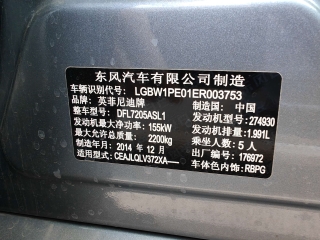 东风汽车有限公司制造
车辆识别代号: LGBW1PE01ER003753
品牌: 英菲尼迪牌 制造国: 中国
整车型号: DFL7205ASL1 发动机型号: 274930
发动机最大净功率: 155kW 发动机排量: 1.991L
最大允许总质量: 2200kg 乘坐人数: 5 人
制造年月: 2014 年 12 月 出厂编号: 176972
适用型号: CEAJLQLV372XA—— 车体色内饰: RBPG